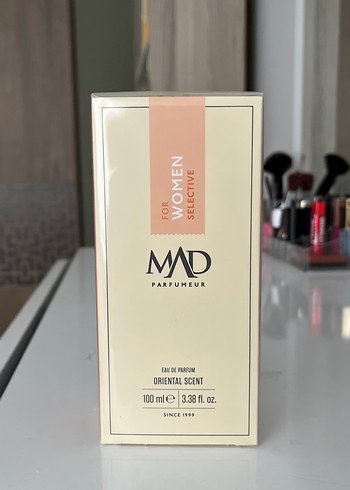 FOR
WOMEN
SELECTIVE
MAD
PARFUMEUR
EAU DE PARFUM
ORIENTAL SCENT
100 ml ℮ 3.38 fl. oz.
SINCE 1999